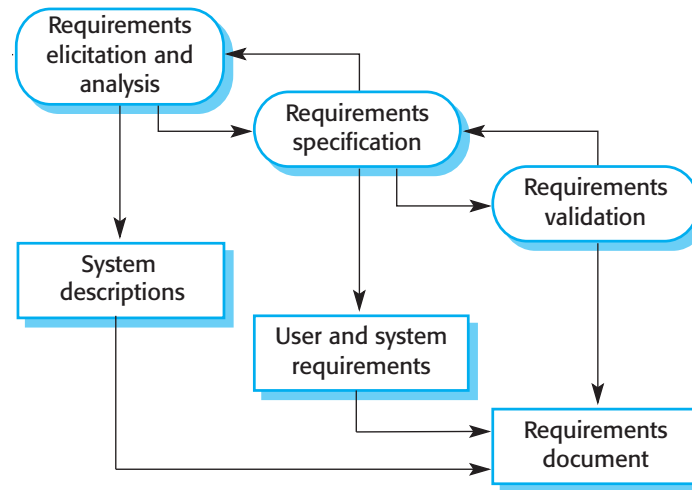 Requirements
elicitation and
analysis
Requirements
specification
Requirements
validation
System
descriptions
User and system
requirements
Requirements
document